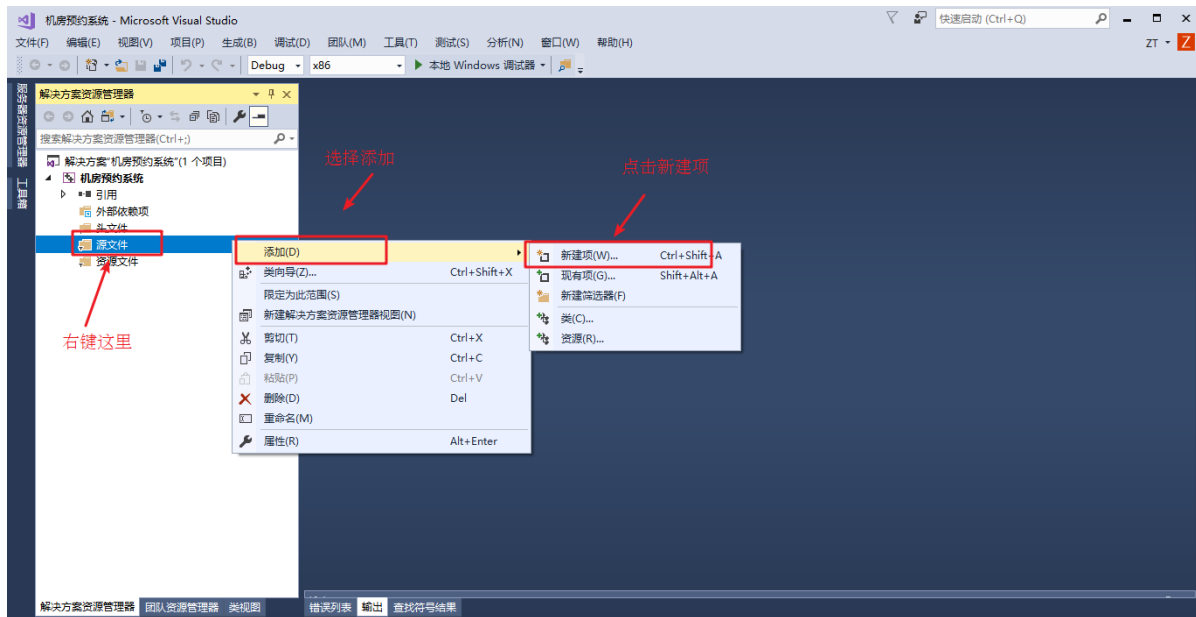 机房预约系统 - Microsoft Visual Studio
快速启动 (Ctrl+Q)
文件(F) 编辑(E) 视图(V) 项目(P) 生成(B) 调试(D) 团队(M) 工具(T) 测试(S) 分析(N) 窗口(W) 帮助(H)
ZT Z
Debug x86 本地 Windows 调试器
服务器资源管理器
工具箱
解决方案资源管理器
搜索解决方案资源管理器(Ctrl+;)
解决方案"机房预约系统"(1 个项目)
机房预约系统
引用
外部依赖项
头文件
源文件
资源文件
右键这里
选择添加
点击新建项
添加(D)
类向导(Z)... Ctrl+Shift+X
限定为此范围(S)
新建解决方案资源管理器视图(N)
剪切(T) Ctrl+X
复制(Y) Ctrl+C
粘贴(P) Ctrl+V
删除(D) Del
重命名(M)
属性(R) Alt+Enter
新建项(W)... Ctrl+Shift+A
现有项(G)... Shift+Alt+A
新建筛选器(F)
类(C)...
资源(R)...
解决方案资源管理器 团队资源管理器 类视图
错误列表 输出 查找符号结果